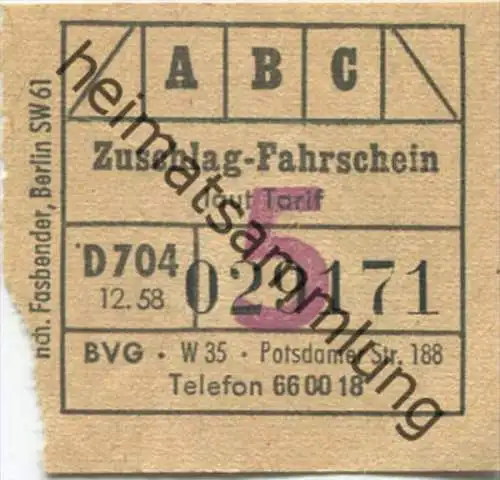 A B C
Zuschlag-Fahrschein
laut Tarif
5
D 704
12.58
029171
BVG · W 35 · Potsdamer Str. 188
Telefon 66 00 18
nch. Fasbender, Berlin SW 61
heimatsammlung